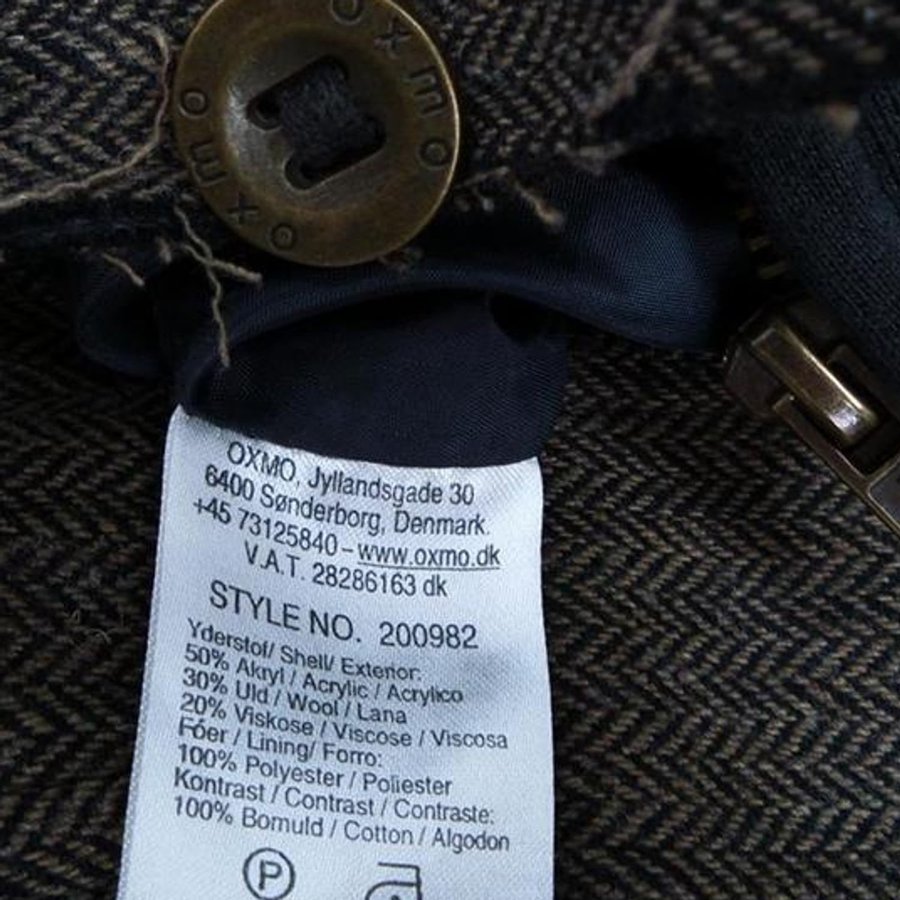 OXMO
OXMO
OXMO, Jyllandsgade 30
6400 Sønderborg, Denmark.
+45 73125840 – www.oxmo.dk
V.A.T. 28286163 dk
STYLE NO. 200982
Yderstof/ Shell/ Exterior:
50% Akryl / Acrylic / Acrylico
30% Uld / Wool / Lana
20% Viskose / Viscose / Viscosa
Fóer / Lining/ Forro:
100% Polyester / Poliester
Kontrast / Contrast / Contraste:
100% Bomuld / Cotton / Algodon
P